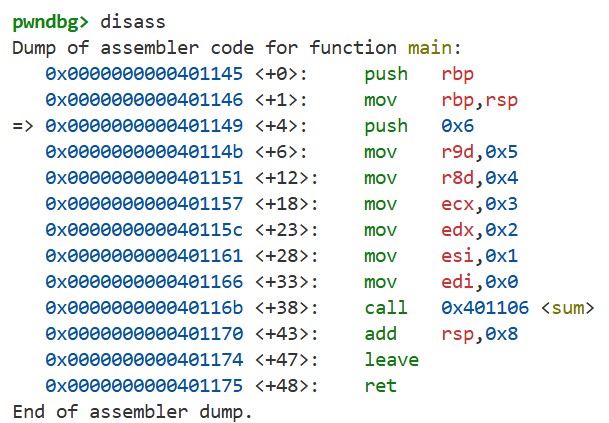 pwndbg> disass
Dump of assembler code for function main:
   0x0000000000401145 <+0>:     push   rbp
   0x0000000000401146 <+1>:     mov    rbp,rsp
=> 0x0000000000401149 <+4>:     push   0x6
   0x000000000040114b <+6>:     mov    r9d,0x5
   0x0000000000401151 <+12>:    mov    r8d,0x4
   0x0000000000401157 <+18>:    mov    ecx,0x3
   0x000000000040115c <+23>:    mov    edx,0x2
   0x0000000000401161 <+28>:    mov    esi,0x1
   0x0000000000401166 <+33>:    mov    edi,0x0
   0x000000000040116b <+38>:    call   0x401106 <sum>
   0x0000000000401170 <+43>:    add    rsp,0x8
   0x0000000000401174 <+47>:    leave
   0x0000000000401175 <+48>:    ret
End of assembler dump.